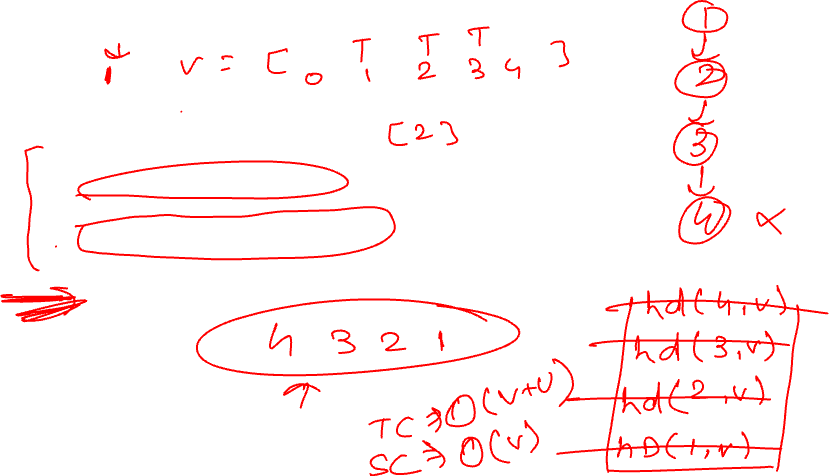 v = [ 0 1 2 3 4 ]
T T T
[2]
1
2
3
4
4 3 2 1
hd(4,v)
hd(3,v)
hd(2,v)
hD(1,v)
TC → O(V+U)
SC → O(V)